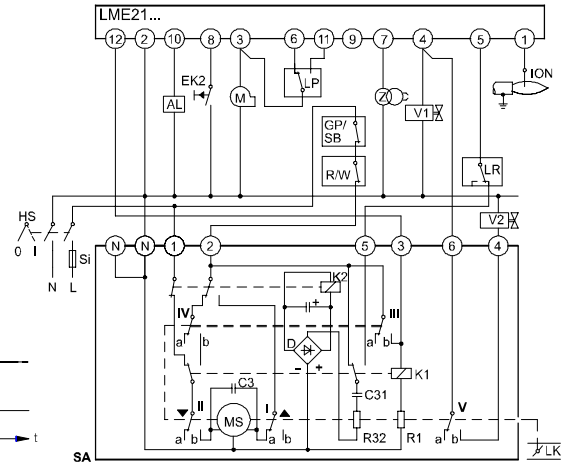 LME21...
12 2 10 8 3 6 11 9 7 4 5 1
EK2
AL
M
LP
Z
V1
ION
GP/
SB
R/W
LR
V2
HS
0 I
Si
N L
N N 1 2 5 3 6 4
K2
IV
III
a b
a b
D
+
- +
K1
C3
C31
II
I
V
MS
a b
a b
R32
R1
a b
SA
LK
t